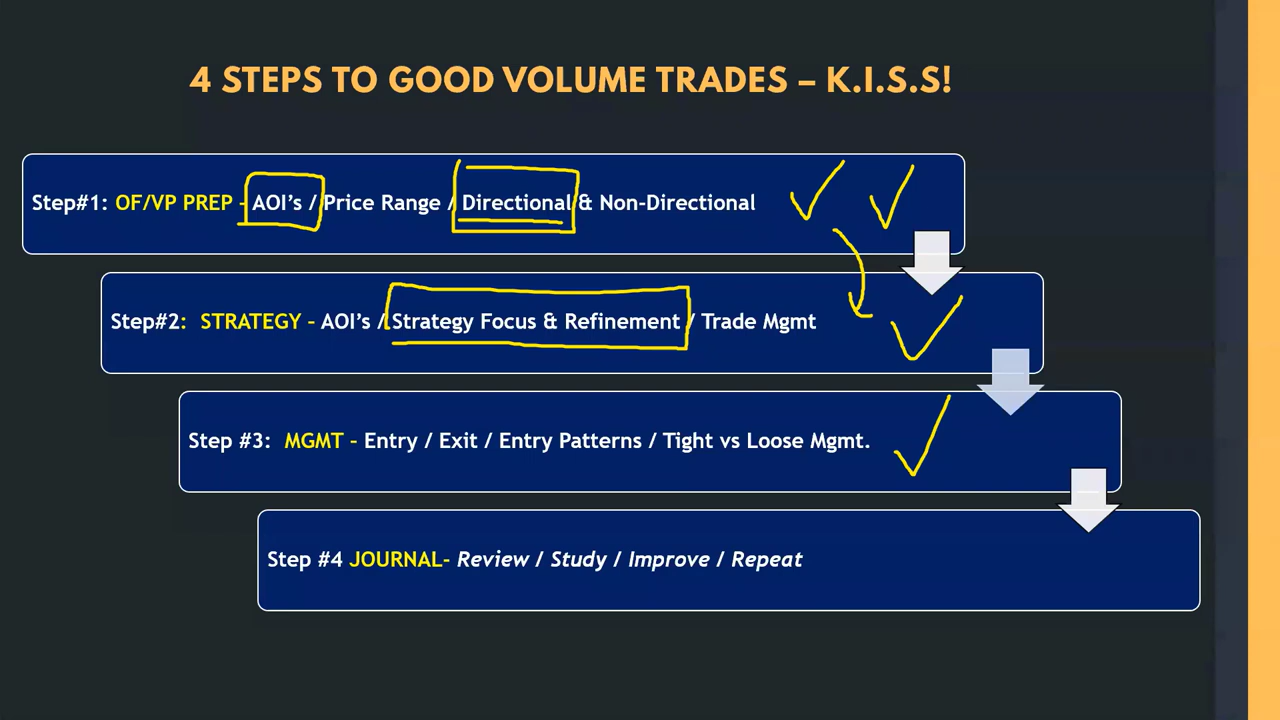 4 STEPS TO GOOD VOLUME TRADES – K.I.S.S!
Step#1: OF/VP PREP - AOI's / Price Range / Directional & Non-Directional
Step#2: STRATEGY - AOI's / Strategy Focus & Refinement / Trade Mgmt
Step #3: MGMT - Entry / Exit / Entry Patterns / Tight vs Loose Mgmt.
Step #4 JOURNAL- Review / Study / Improve / Repeat